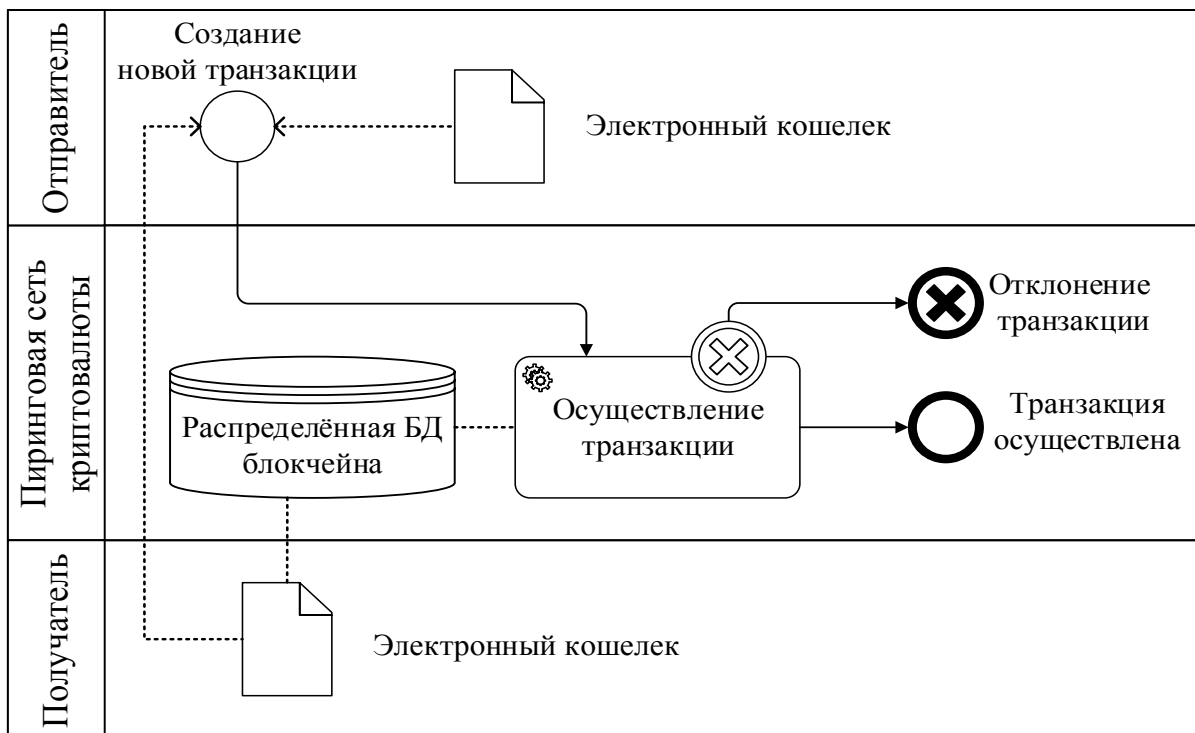 Отправитель
Создание
новой транзакции
Электронный кошелек
Пиринговая сеть
криптовалюты
Распределённая БД
блокчейна
Осуществление
транзакции
Отклонение
транзакции
Транзакция
осуществлена
Получатель
Электронный кошелек